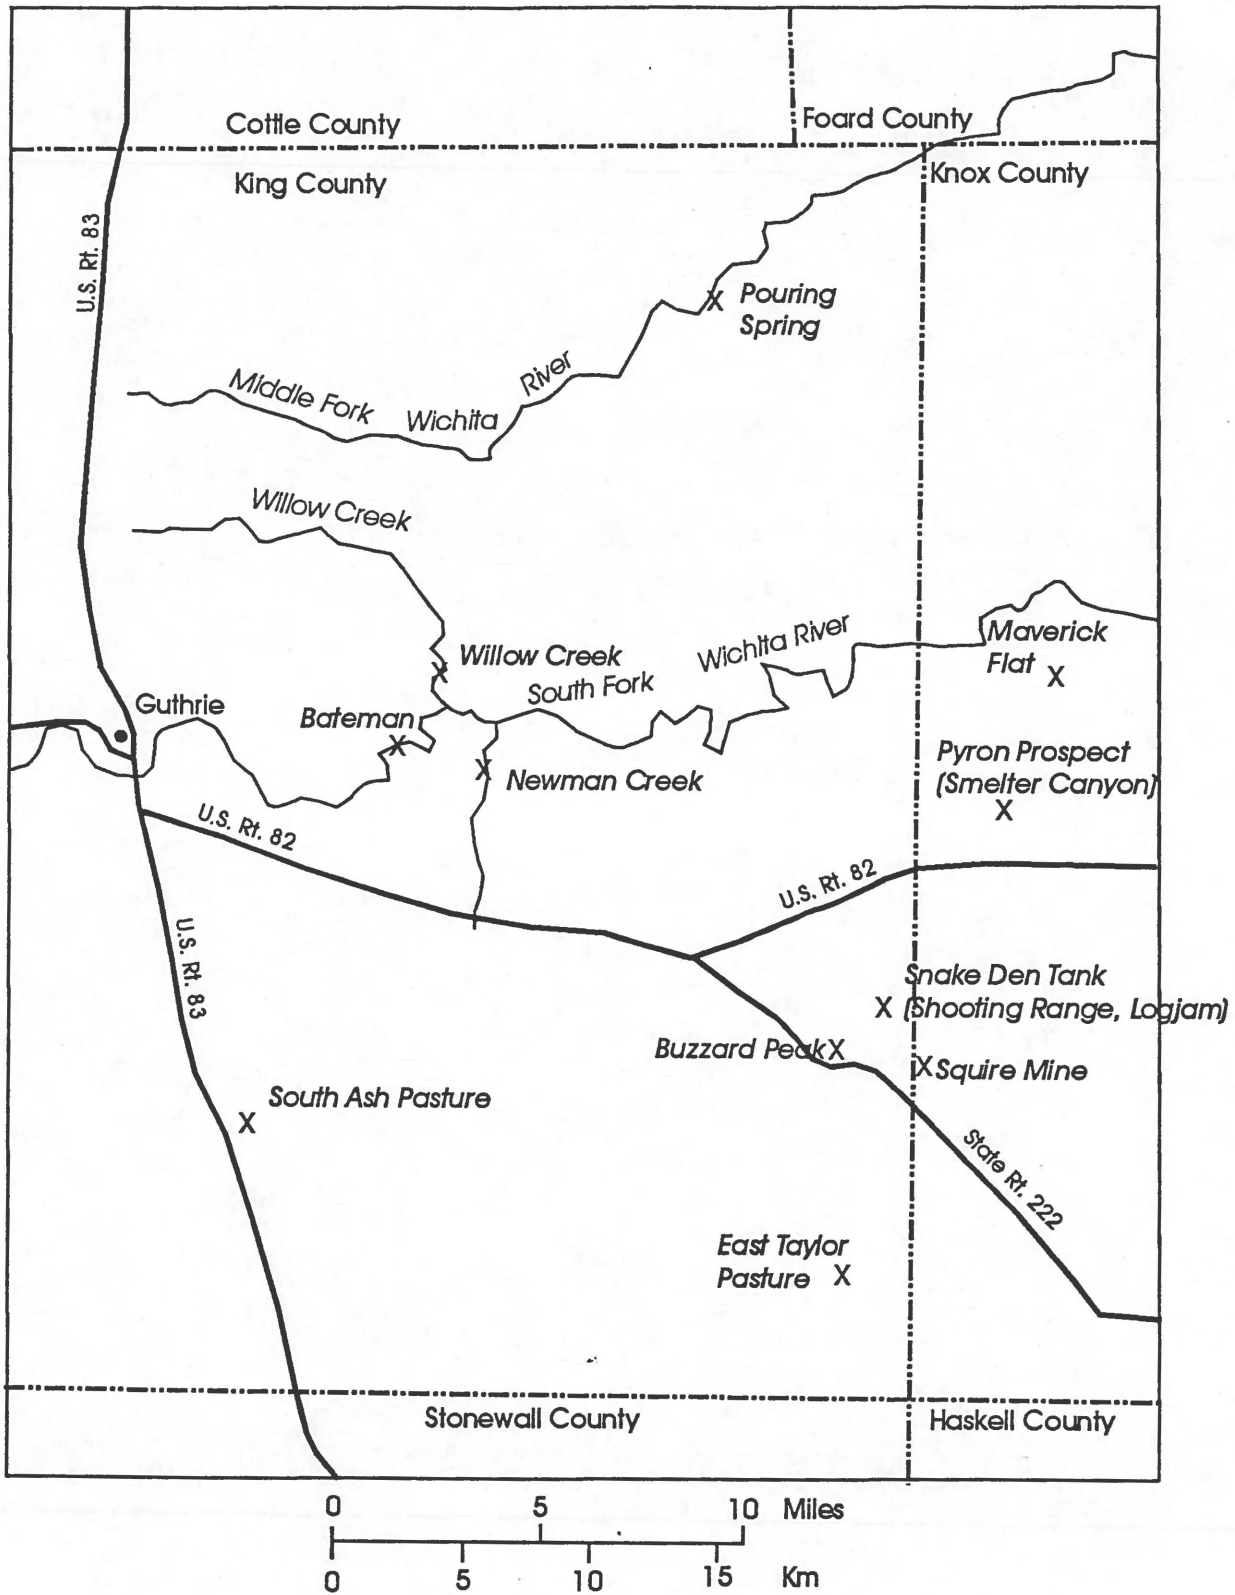 Cottle County
Foard County
King County
Knox County
U.S. Rt. 83
Pouring
Spring
Middle Fork Wichita River
Willow Creek
Willow Creek
South Fork Wichita River
Maverick
Flat X
Guthrie
Bateman
X
X
X
X
Newman Creek
Pyron Prospect
(Smelter Canyon)
X
U.S. Rt. 82
U.S. Rt. 82
U.S. Rt. 83
Snake Den Tank
X (Shooting Range, Logjam)
Buzzard Peak X
X Squire Mine
South Ash Pasture
X
State Rt. 222
East Taylor
Pasture X
Stonewall County
Haskell County
0 5 10 Miles
0 5 10 15 Km